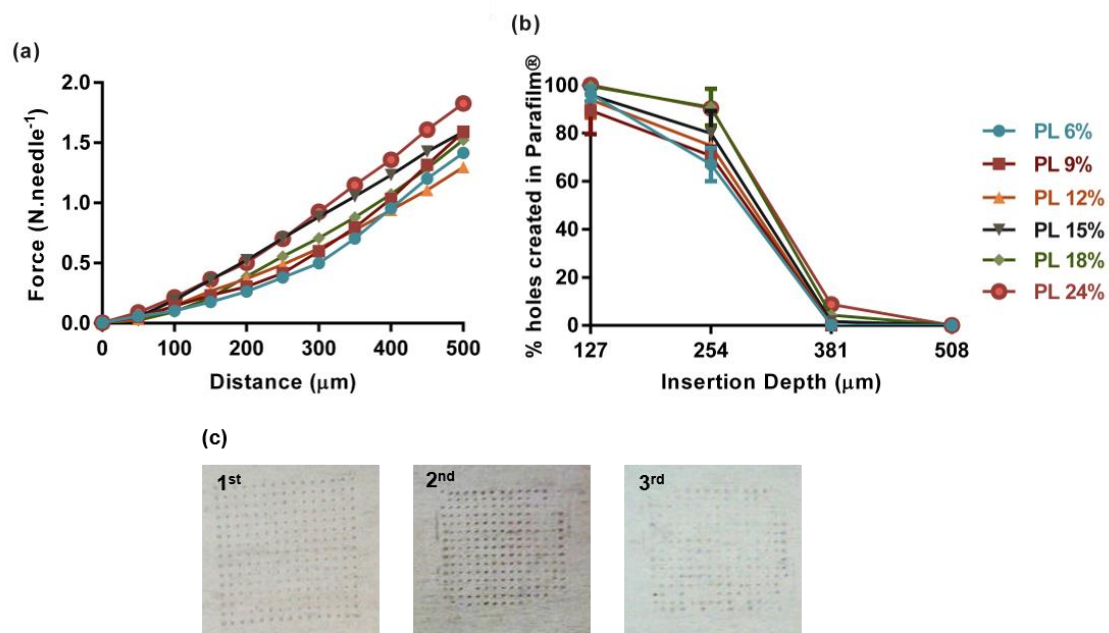 (a)
Force (N.needle-1)
2.0
1.5
1.0
0.5
0.0
0 100 200 300 400 500
Distance (μm)
(b)
% holes created in Parafilm®
100
80
60
40
20
0
127 254 381 508
Insertion Depth (μm)
PL 6%
PL 9%
PL 12%
PL 15%
PL 18%
PL 24%
(c)
1st
2nd
3rd